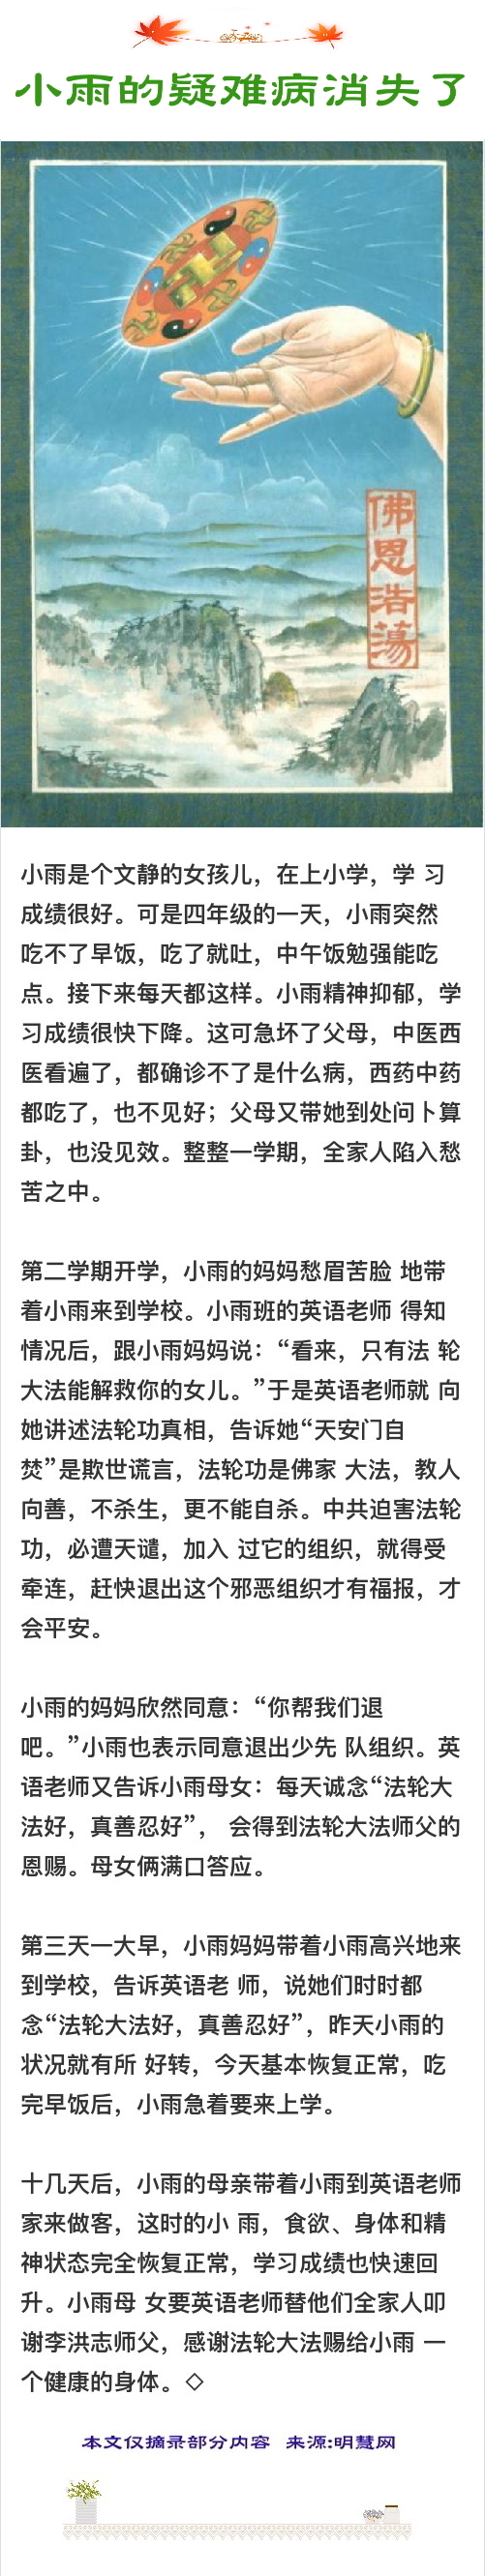 小雨的疑难病消失了
佛恩浩荡
小雨是个文静的女孩儿，在上小学，学 习
成绩很好。可是四年级的一天，小雨突然
吃不了早饭，吃了就吐，中午饭勉强能吃
点。接下来每天都这样。小雨精神抑郁，学
习成绩很快下降。这可急坏了父母，中医西
医看遍了，都确诊不了是什么病，西药中药
都吃了，也不见好；父母又带她到处问卜算
卦，也没见效。整整一学期，全家人陷入愁
苦之中。
第二学期开学，小雨的妈妈愁眉苦脸 地带
着小雨来到学校。小雨班的英语老师 得知
情况后，跟小雨妈妈说：“看来，只有法 轮
大法能解救你的女儿。”于是英语老师就 向
她讲述法轮功真相，告诉她“天安门自
焚”是欺世谎言，法轮功是佛家 大法，教人
向善，不杀生，更不能自杀。中共迫害法轮
功，必遭天谴，加入 过它的组织，就得受
牵连，赶快退出这个邪恶组织才有福报，才
会平安。
小雨的妈妈欣然同意：“你帮我们退
吧。”小雨也表示同意退出少先 队组织。英
语老师又告诉小雨母女：每天诚念“法轮大
法好，真善忍好”， 会得到法轮大法师父的
恩赐。母女俩满口答应。
第三天一大早，小雨妈妈带着小雨高兴地来
到学校，告诉英语老 师，说她们时时都
念“法轮大法好，真善忍好”，昨天小雨的
状况就有所 好转，今天基本恢复正常，吃
完早饭后，小雨急着要来上学。
十几天后，小雨的母亲带着小雨到英语老师
家来做客，这时的小 雨，食欲、身体和精
神状态完全恢复正常，学习成绩也快速回
升。小雨母 女要英语老师替他们全家人叩
谢李洪志师父，感谢法轮大法赐给小雨 一
个健康的身体。◇
本文仅摘录部分内容 来源:明慧网